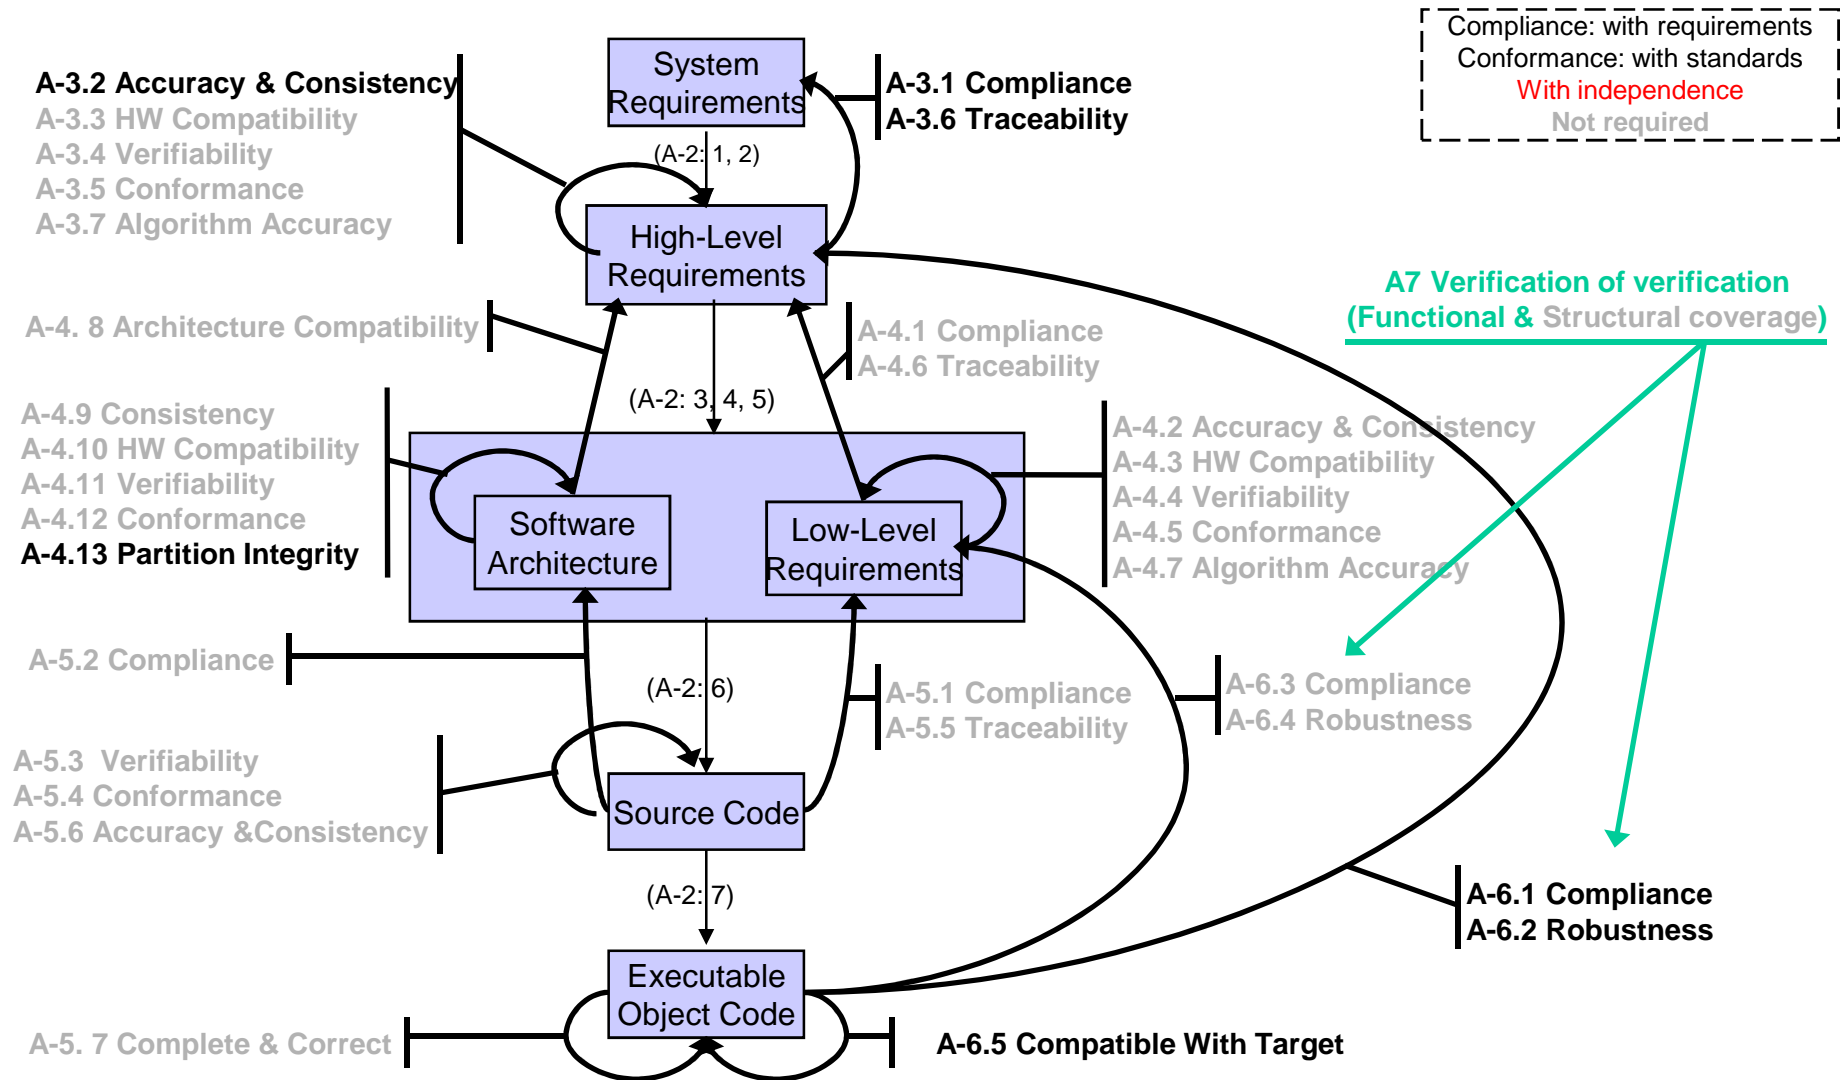 Compliance: with requirements
Conformance: with standards
With independence
Not required
System
Requirements
A-3.2 Accuracy & Consistency
A-3.3 HW Compatibility
A-3.4 Verifiability
A-3.5 Conformance
A-3.7 Algorithm Accuracy
A-3.1 Compliance
A-3.6 Traceability
(A-2: 1, 2)
High-Level
Requirements
A7 Verification of verification
(Functional & Structural coverage)
A-4. 8 Architecture Compatibility
A-4.1 Compliance
A-4.6 Traceability
(A-2: 3, 4, 5)
A-4.9 Consistency
A-4.10 HW Compatibility
A-4.11 Verifiability
A-4.12 Conformance
A-4.13 Partition Integrity
A-4.2 Accuracy & Consistency
A-4.3 HW Compatibility
A-4.4 Verifiability
A-4.5 Conformance
A-4.7 Algorithm Accuracy
Software
Architecture
Low-Level
Requirements
A-5.2 Compliance
(A-2: 6)
A-5.1 Compliance
A-5.5 Traceability
A-6.3 Compliance
A-6.4 Robustness
A-5.3  Verifiability
A-5.4 Conformance
A-5.6 Accuracy &Consistency
Source Code
(A-2: 7)
A-6.1 Compliance
A-6.2 Robustness
Executable
Object Code
A-5. 7 Complete & Correct
A-6.5 Compatible With Target